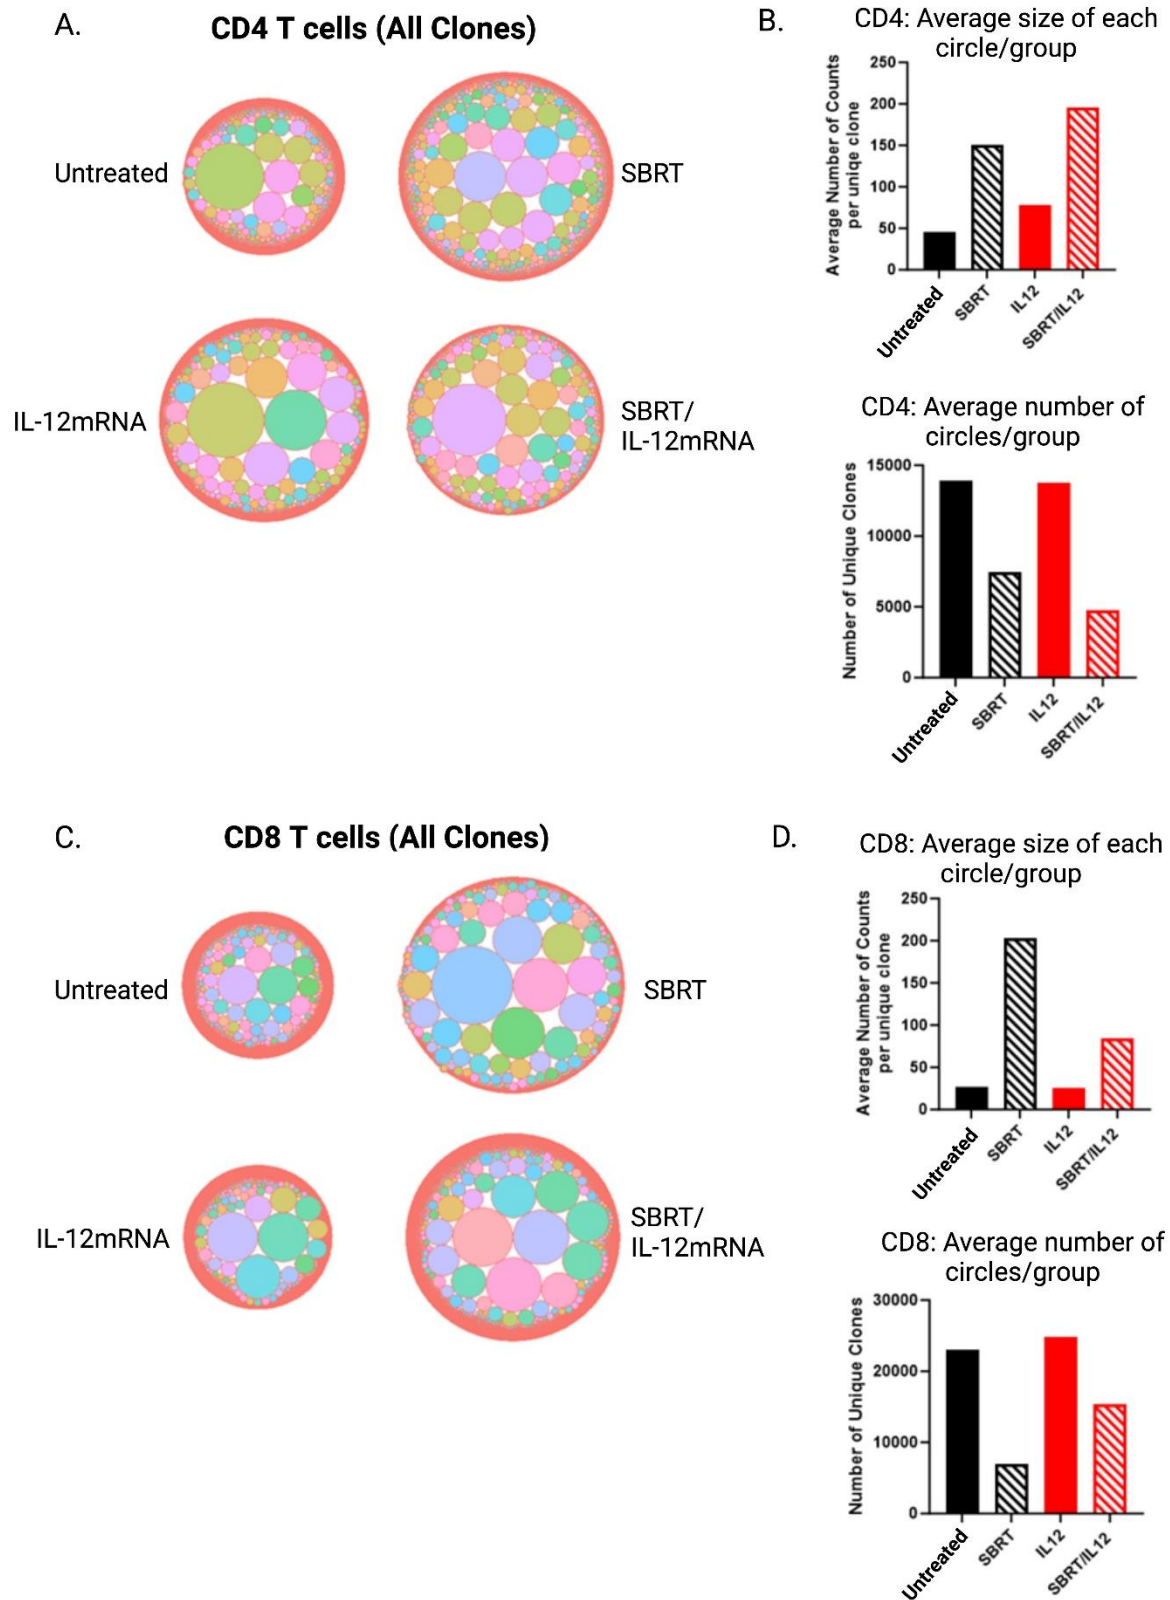 A.
CD4 T cells (All Clones)
Untreated
SBRT
IL-12mRNA
SBRT/
IL-12mRNA
B.
CD4: Average size of each
circle/group
Average Number of Counts
per uniqe clone
250
200
150
100
50
0
Untreated
SBRT
IL12
SBRT/IL12
CD4: Average number of
circles/group
Number of Unique Clones
15000
10000
5000
0
Untreated
SBRT
IL12
SBRT/IL12
C.
CD8 T cells (All Clones)
Untreated
SBRT
IL-12mRNA
SBRT/
IL-12mRNA
D.
CD8: Average size of each
circle/group
Average Number of Counts
per unique clone
250
200
150
100
50
0
Untreated
SBRT
IL12
SBRT/IL12
CD8: Average number of
circles/group
Number of Unique Clones
30000
20000
10000
0
Untreated
SBRT
IL12
SBRT/IL12